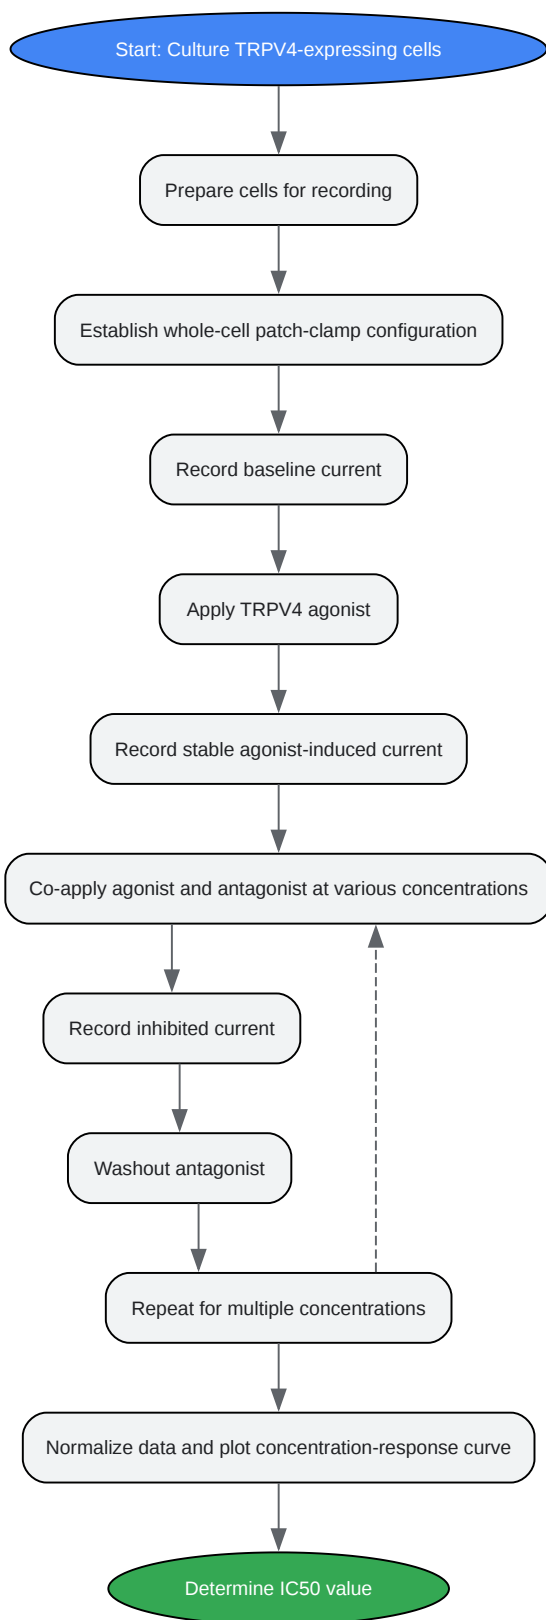 Start: Culture TRPV4-expressing cells
Prepare cells for recording
Establish whole-cell patch-clamp configuration
Record baseline current
Apply TRPV4 agonist
Record stable agonist-induced current
Co-apply agonist and antagonist at various concentrations
Record inhibited current
Washout antagonist
Repeat for multiple concentrations
Normalize data and plot concentration-response curve
Determine IC50 value